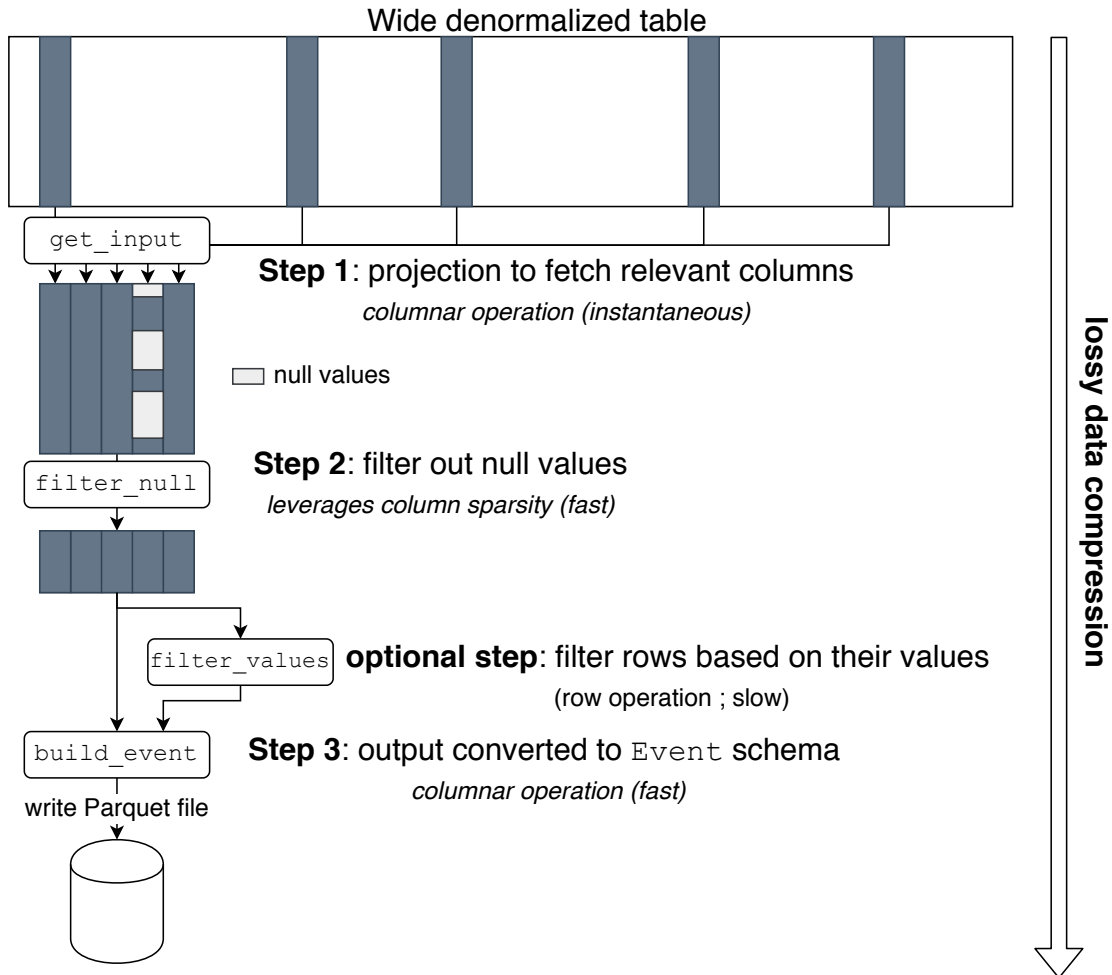 Wide denormalized table
get_input
Step 1: projection to fetch relevant columns
columnar operation (instantaneous)
null values
Step 2: filter out null values
filter_null
leverages column sparsity (fast)
filter_values
optional step: filter rows based on their values
(row operation ; slow)
build_event
Step 3: output converted to Event schema
columnar operation (fast)
write Parquet file
lossy data compression